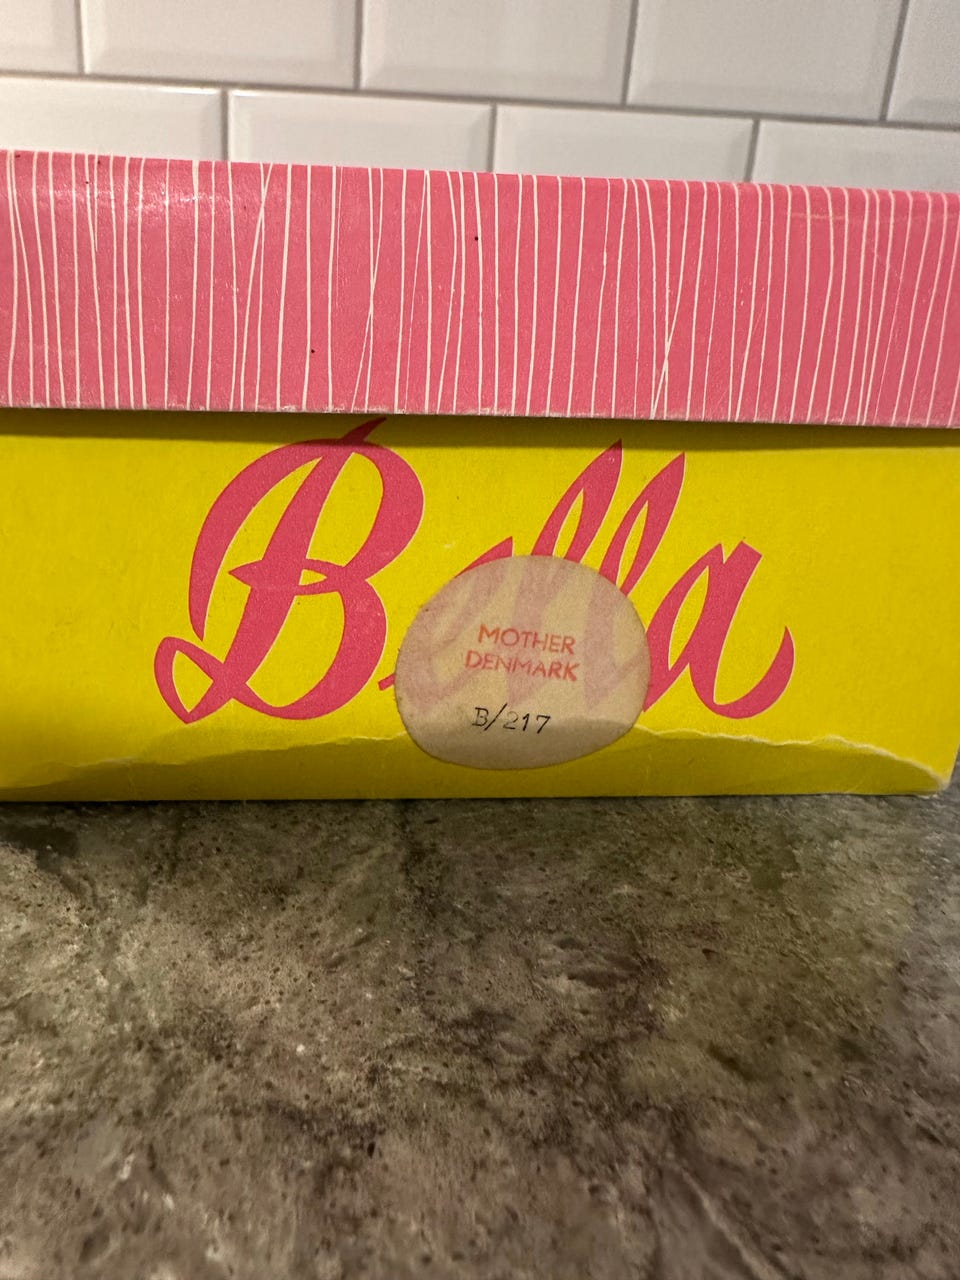 Bella
MOTHER
DENMARK
B/217